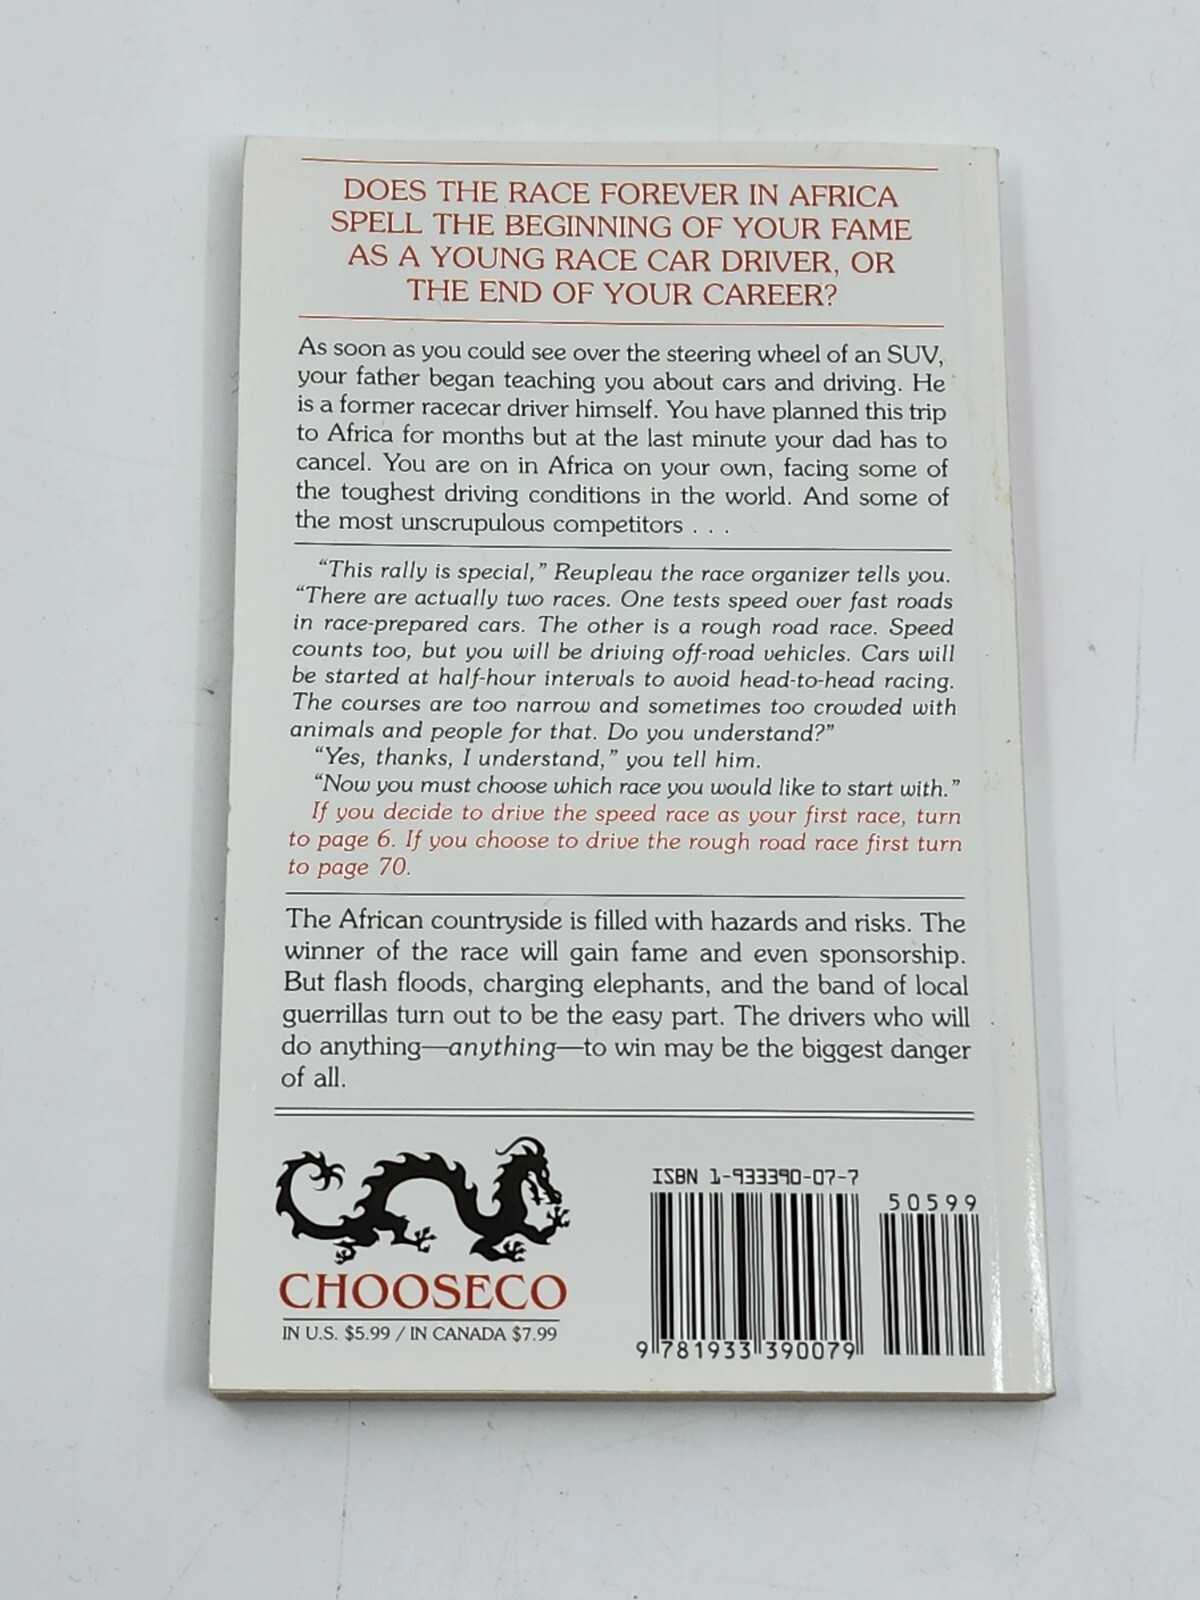 DOES THE RACE FOREVER IN AFRICA
SPELL THE BEGINNING OF YOUR FAME
AS A YOUNG RACE CAR DRIVER, OR
THE END OF YOUR CAREER?
As soon as you could see over the steering wheel of an SUV,
your father began teaching you about cars and driving. He
is a former racecar driver himself. You have planned this trip
to Africa for months but at the last minute your dad has to
cancel. You are on in Africa on your own, facing some of
the toughest driving conditions in the world. And some of
the most unscrupulous competitors . . .
“This rally is special,” Reupleau the race organizer tells you.
“There are actually two races. One tests speed over fast roads
in race-prepared cars. The other is a rough road race. Speed
counts too, but you will be driving off-road vehicles. Cars will
be started at half-hour intervals to avoid head-to-head racing.
The courses are too narrow and sometimes too crowded with
animals and people for that. Do you understand?”
“Yes, thanks, I understand,” you tell him.
“Now you must choose which race you would like to start with.”
If you decide to drive the speed race as your first race, turn
to page 6. If you choose to drive the rough road race first turn
to page 70.
The African countryside is filled with hazards and risks. The
winner of the race will gain fame and even sponsorship.
But flash floods, charging elephants, and the band of local
guerrillas turn out to be the easy part. The drivers who will
do anything—anything—to win may be the biggest danger
of all.
CHOOSECO
IN U.S. $5.99 / IN CANADA $7.99
ISBN 1-933390-07-7
50599
9 781933 390079